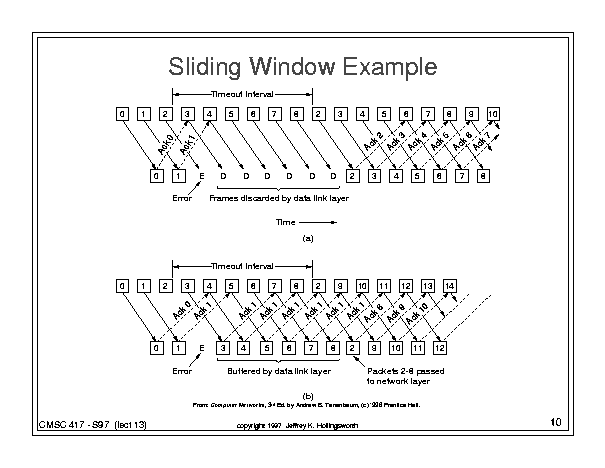 Sliding Window Example
Timeout interval
0 1 2 3 4 5 6 7 8 2 3 4 5 6 7 8 9 10
Ack 0 Ack 1 Ack 2 Ack 3 Ack 4 Ack 5 Ack 6 Ack 7
0 1 E D D D D D D 2 3 4 5 6 7 8
Error Frames discarded by data link layer
Time
(a)
Timeout interval
0 1 2 3 4 5 6 7 8 2 9 10 11 12 13 14
Ack 0 Ack 1 Ack 1 Ack 1 Ack 1 Ack 1 Ack 1 Ack 1 Ack 8 Ack 9 Ack 10
0 1 E 3 4 5 6 7 8 2 9 10 11 12
Error Buffered by data link layer Packets 2-8 passed
to network layer
(b)
From: Computer Networks, 3rd Ed. by Andrew S. Tanenbaum, (c)1996 Prentice Hall.
CMSC 417 - S97 (lect 13) copyright 1997 Jeffrey K. Hollingsworth 10